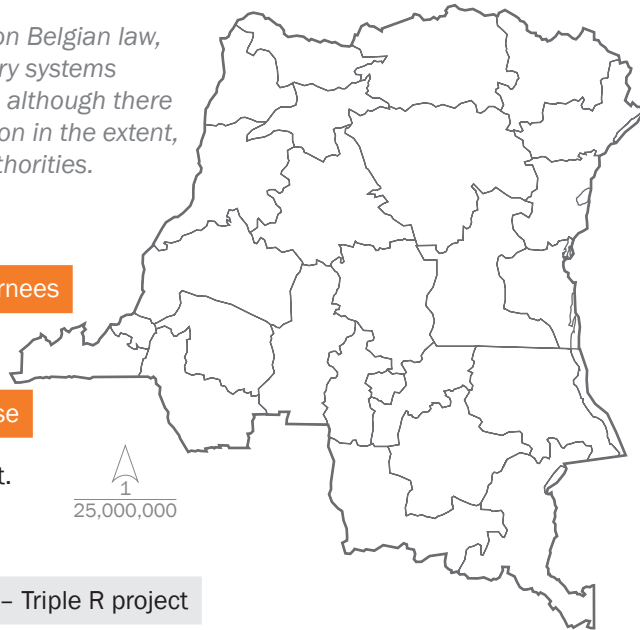 on Belgian law,
ry systems
although there
on in the extent,
thorities.
rnees
se
t.
1
25,000,000
– Triple R project